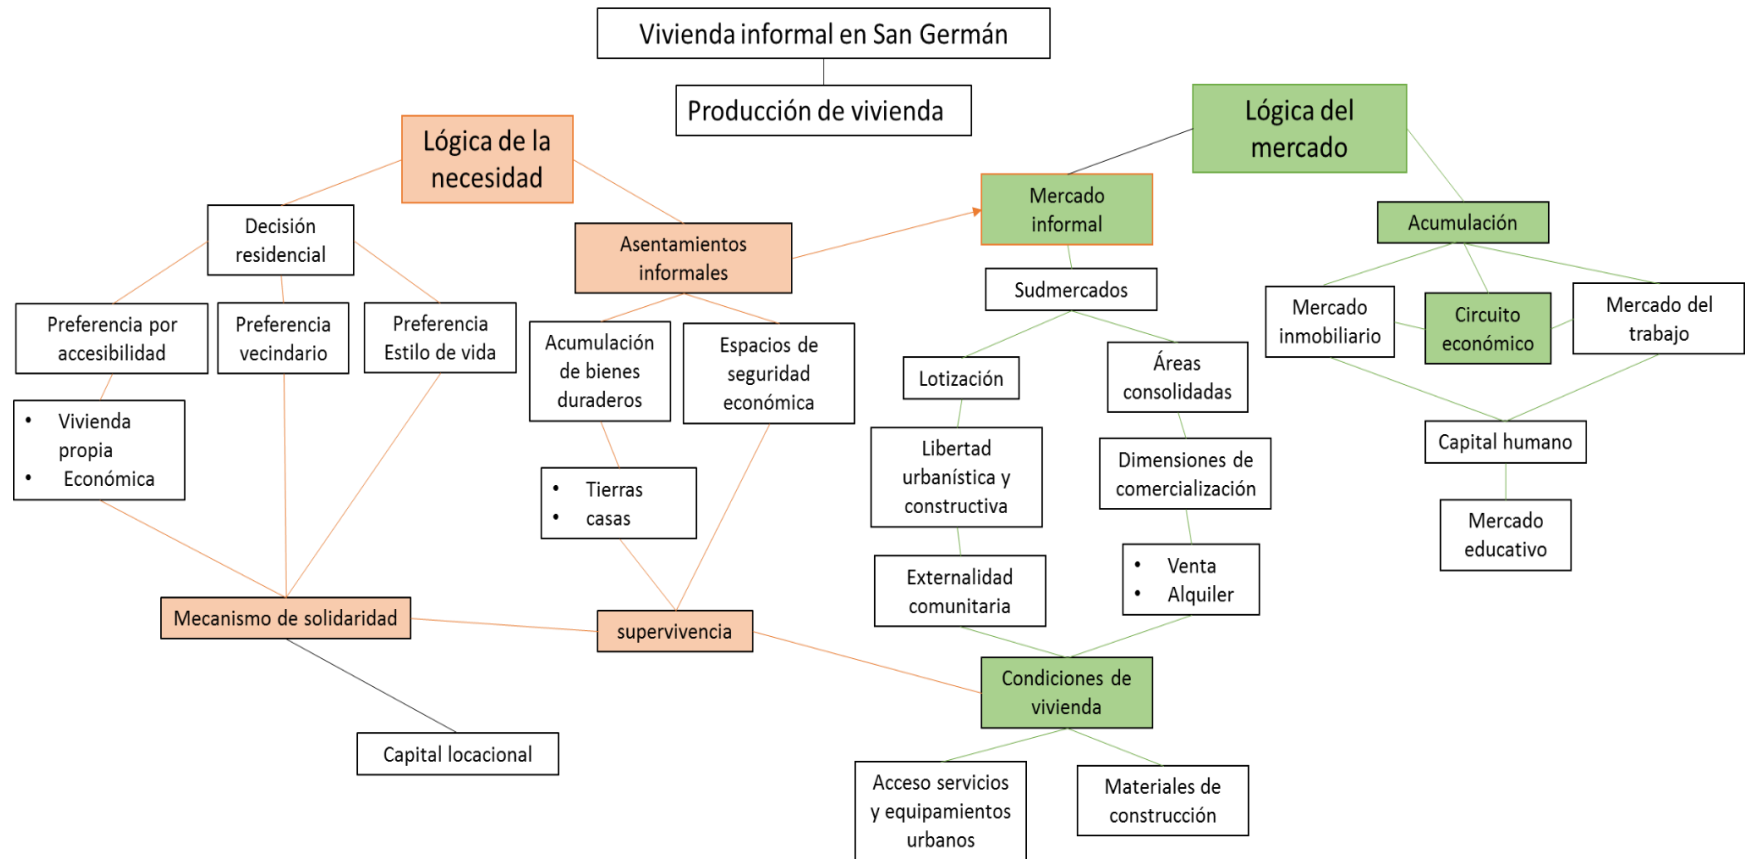 Vivienda informal en San Germán
Producción de vivienda
Lógica de la
necesidad
Lógica del
mercado
Decisión
residencial
Asentamientos
informales
Mercado
informal
Acumulación
Preferencia por
accesibilidad
Preferencia
vecindario
Preferencia
Estilo de vida
Acumulación
de bienes
duraderos
Espacios de
seguridad
económica
Sudmercados
Mercado
inmobiliario
Circuito
económico
Mercado del
trabajo
Lotización
Áreas
consolidadas
• Vivienda
propia
• Económica
• Tierras
• casas
Libertad
urbanística y
constructiva
Dimensiones de
comercialización
Capital humano
Mercado
educativo
Externalidad
comunitaria
• Venta
• Alquiler
Mecanismo de solidaridad
supervivencia
Condiciones de
vivienda
Capital locacional
Acceso servicios
y equipamientos
urbanos
Materiales de
construcción